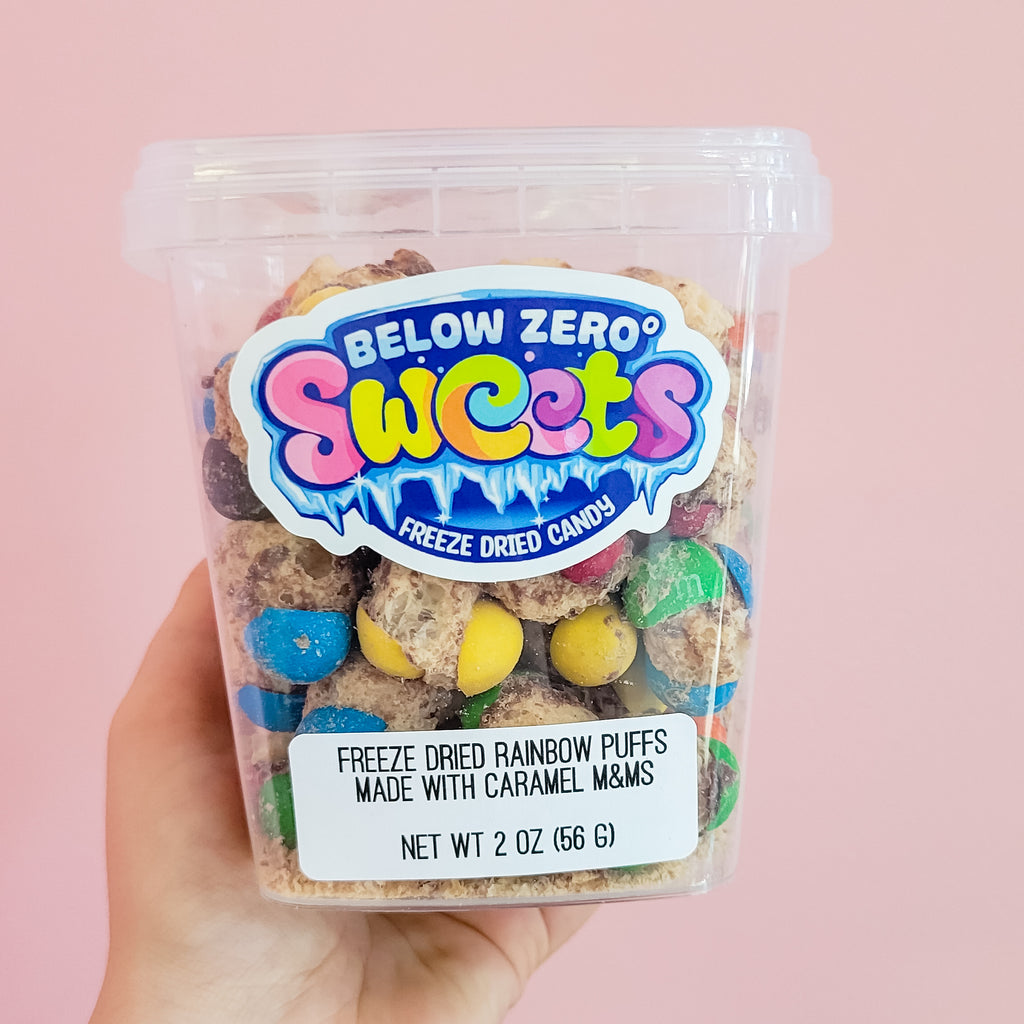 BELOW ZERO°
Sweets
FREEZE DRIED CANDY
FREEZE DRIED RAINBOW PUFFS
MADE WITH CARAMEL M&MS
NET WT 2 OZ (56 G)